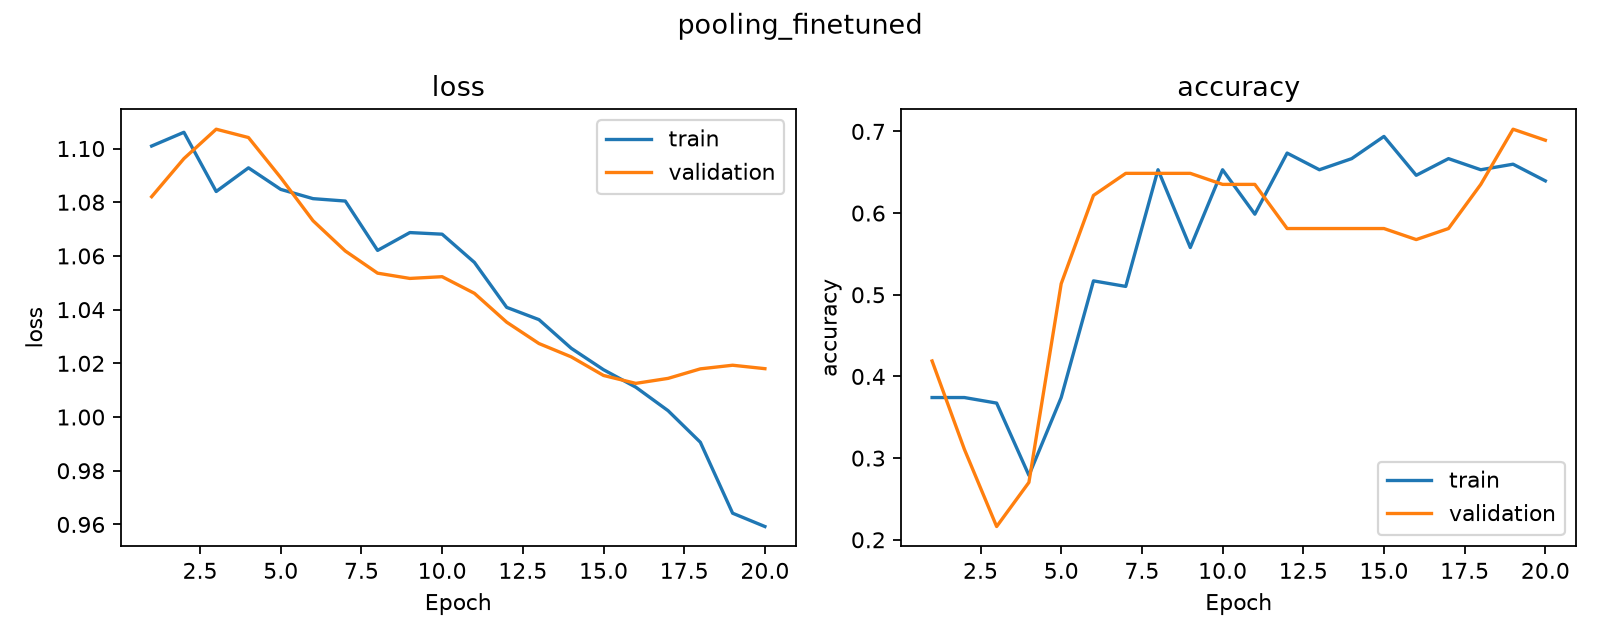 pooling_finetuned
loss
train
validation
1.10
1.08
1.06
1.04
1.02
1.00
0.98
0.96
loss
2.5 5.0 7.5 10.0 12.5 15.0 17.5 20.0
Epoch
accuracy
0.7
0.6
0.5
0.4
0.3
0.2
accuracy
train
validation
2.5 5.0 7.5 10.0 12.5 15.0 17.5 20.0
Epoch